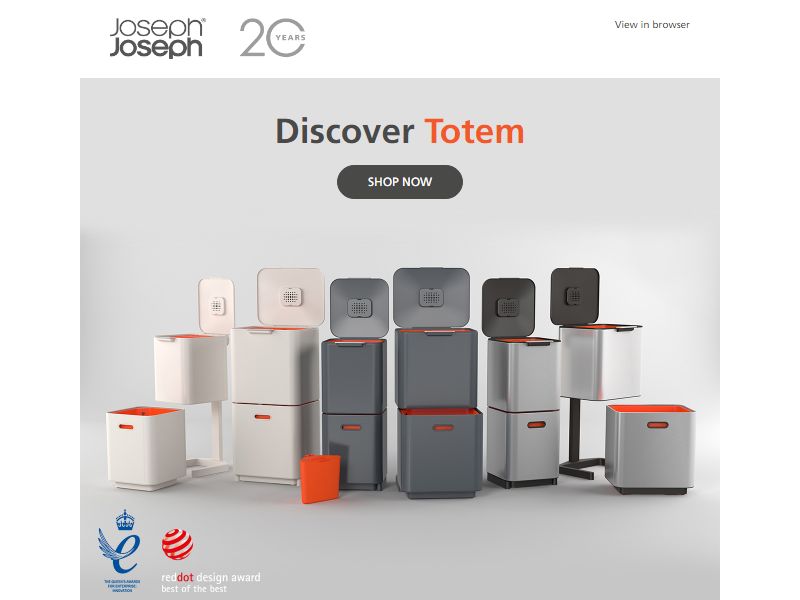 Joseph®
Joseph
20 YEARS
View in browser
Discover Totem
SHOP NOW
THE QUEEN'S AWARDS
FOR ENTERPRISE:
INNOVATION
reddot design award
best of the best